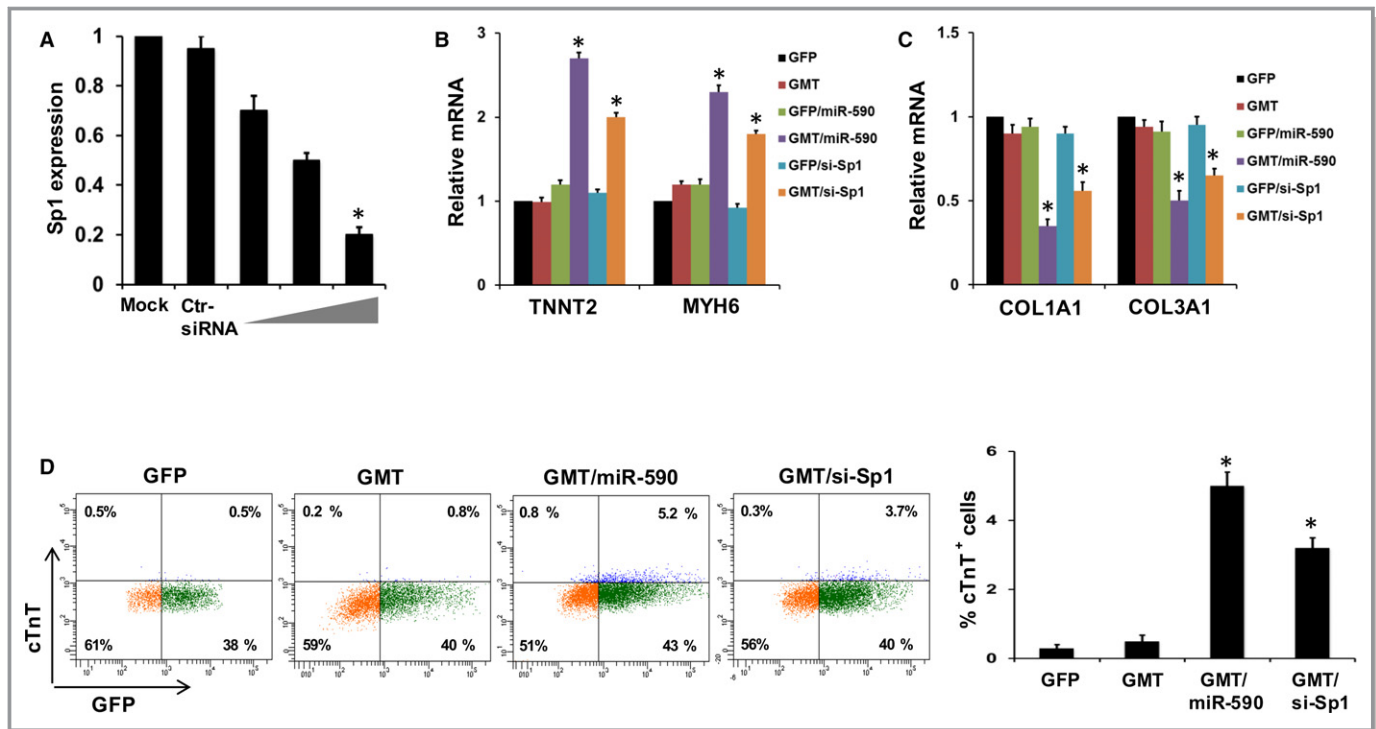 A
Sp1 expression
1
0.8
0.6
0.4
0.2
0
Mock
Ctr-
siRNA
*
B
Relative mRNA
3
2
1
0
* * * *
TNNT2 MYH6
GFP
GMT
GFP/miR-590
GMT/miR-590
GFP/si-Sp1
GMT/si-Sp1
C
Relative mRNA
1.5
1
0.5
0
* * * *
COL1A1 COL3A1
GFP
GMT
GFP/miR-590
GMT/miR-590
GFP/si-Sp1
GMT/si-Sp1
D
cTnT
GFP
GFP
0.5% 0.5%
61% 38 %
GMT
0.2 % 0.8%
59% 40 %
GMT/miR-590
0.8 % 5.2 %
51% 43 %
GMT/si-Sp1
0.3% 3.7%
56% 40 %
% cTnT+ cells
6
4
2
0
* *
GFP
GMT
GMT/
miR-590
GMT/
si-Sp1